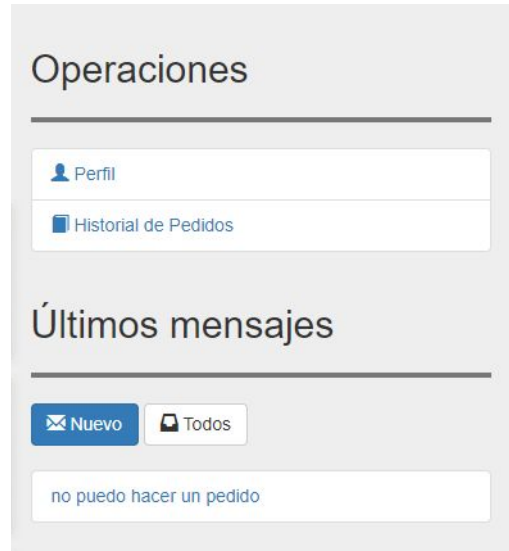 Operaciones
Perfil
Historial de Pedidos
Últimos mensajes
Nuevo Todos
no puedo hacer un pedido